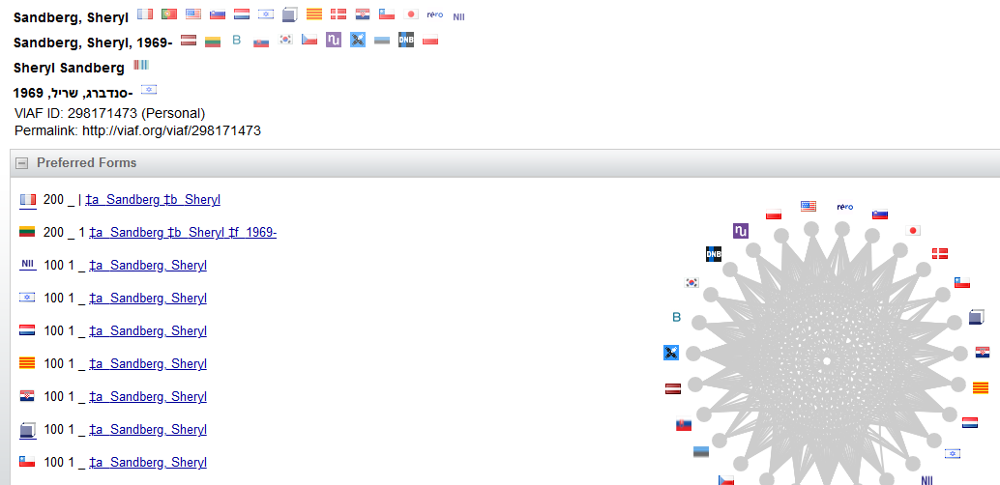 Sandberg, Sheryl rero NII
Sandberg, Sheryl, 1969- B nu DNB
Sheryl Sandberg
סנדברג, שריל, 1969-
VIAF ID: 298171473 (Personal)
Permalink: http://viaf.org/viaf/298171473
Preferred Forms
200 _ | ‡a Sandberg ‡b Sheryl
200 _ 1 ‡a Sandberg ‡b Sheryl ‡f 1969-
NII 100 1 _ ‡a Sandberg, Sheryl
100 1 _ ‡a Sandberg, Sheryl
100 1 _ ‡a Sandberg, Sheryl
100 1 _ ‡a Sandberg, Sheryl
100 1 _ ‡a Sandberg, Sheryl
100 1 _ ‡a Sandberg, Sheryl
100 1 _ ‡a Sandberg, Sheryl
rero
nu
DNB
B
NII